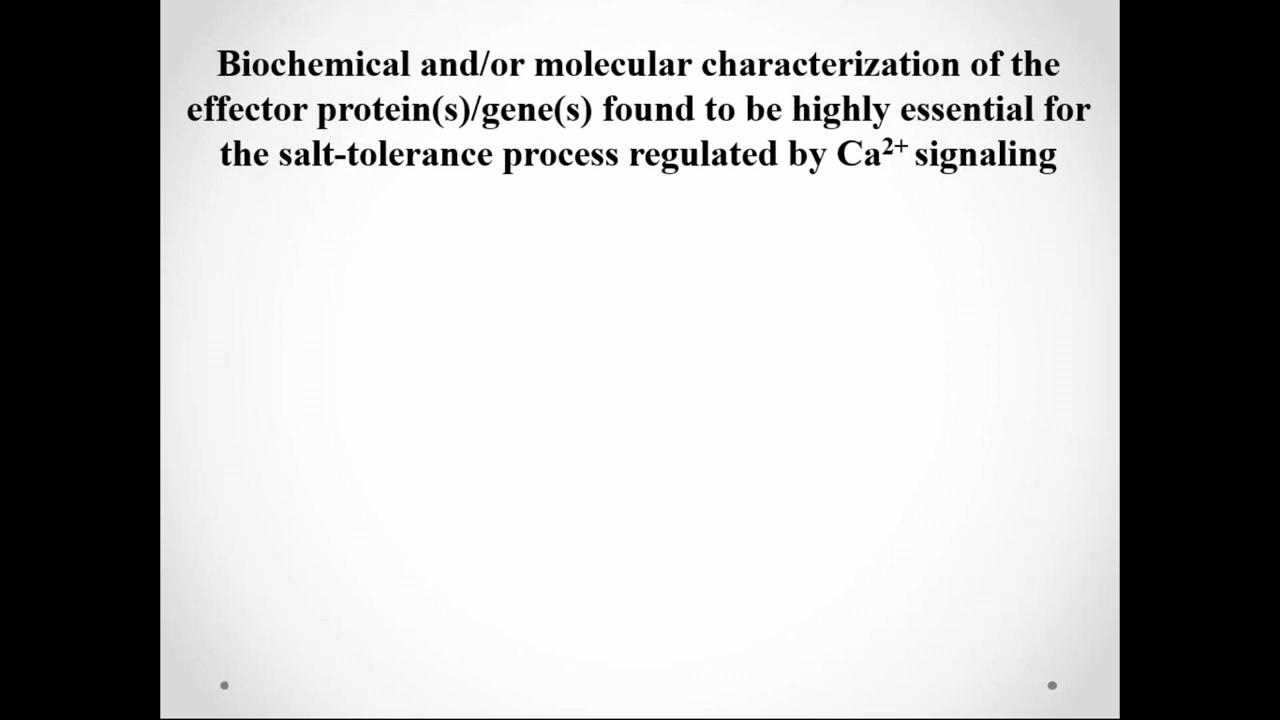 Biochemical and/or molecular characterization of the
effector protein(s)/gene(s) found to be highly essential for
the salt-tolerance process regulated by Ca²⁺ signaling